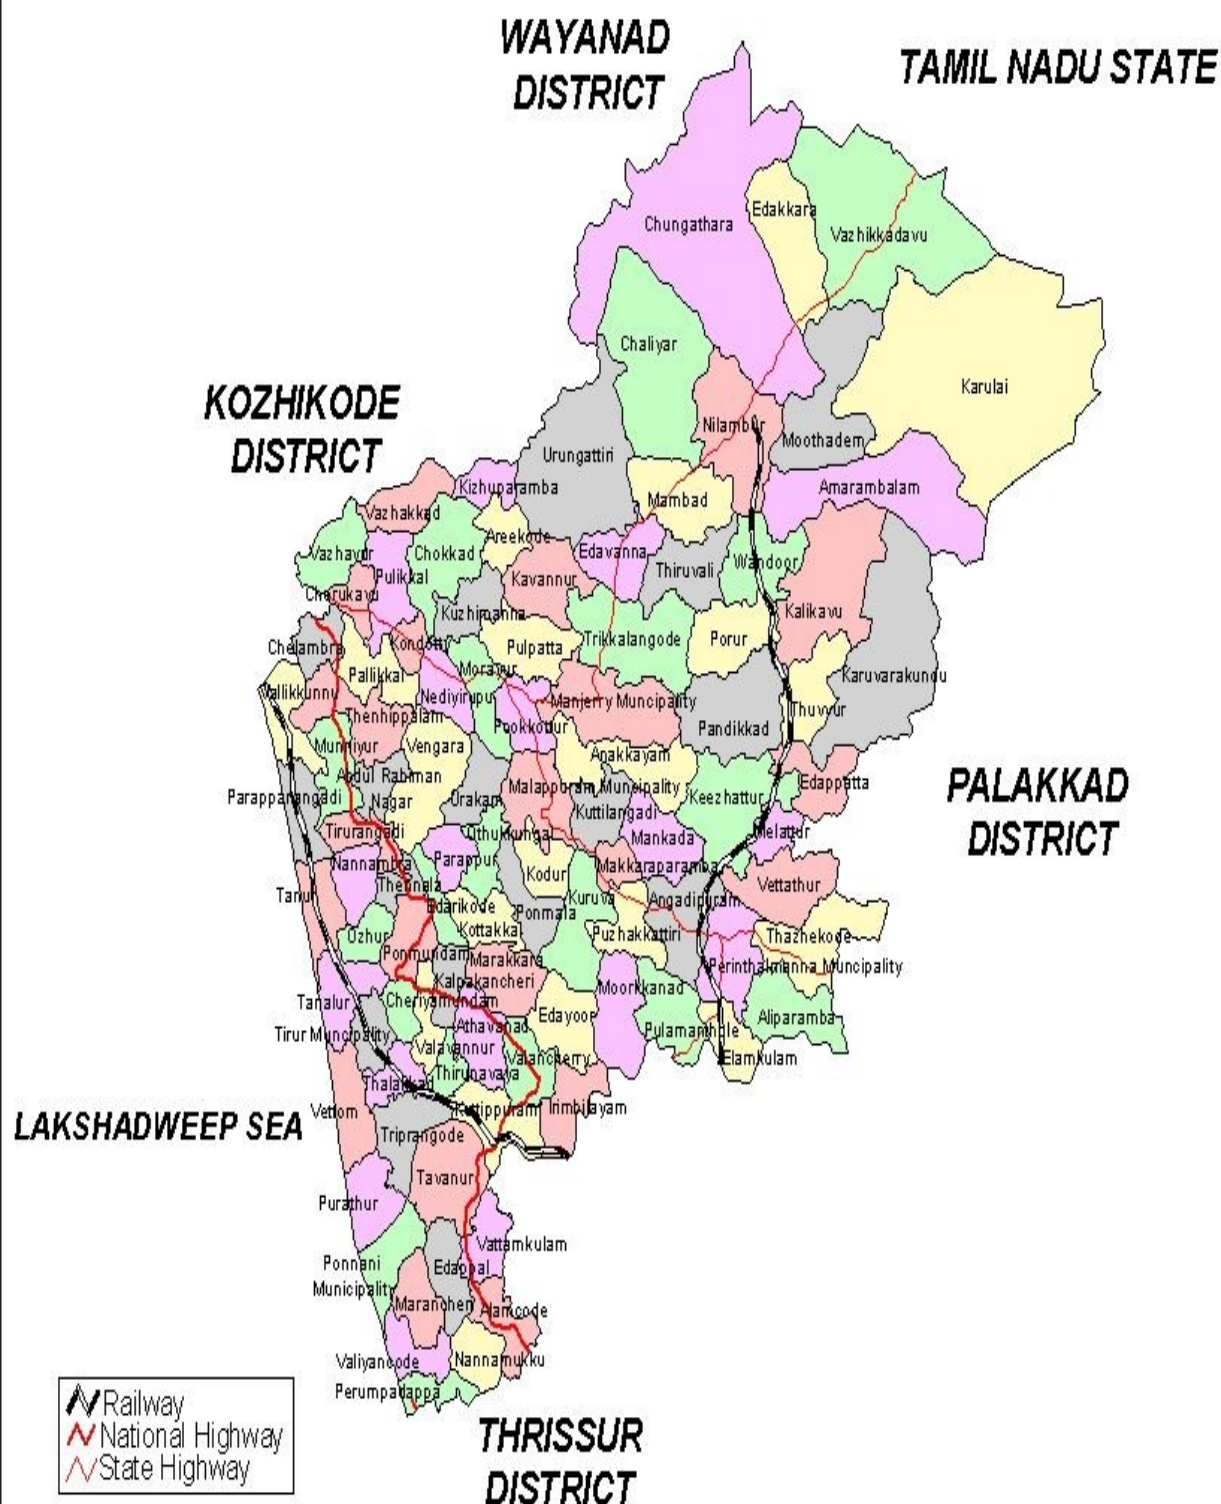 WAYANAD
DISTRICT
TAMIL NADU STATE
Edakkara
Chungathara
Vazhikkadavu
Chaliyar
Karulai
KOZHIKODE
DISTRICT
Nilambur
Moothadem
Urungattiri
Kizhuparamba
Amarambalam
Mambad
Vazhakkad
Areekode
Vazhayur
Chokkad
Edavanna
Wandoor
Thiruvali
Pulikkal
Kavannur
Cherukavu
Kuzhimanna
Kalikavu
Trikkalangode
Porur
Chelambra
Kondotty
Pulpatta
Morayur
Pallikkal
Karuvarakundu
Vallikkunnu
Nediyirupu
Manjerry Muncipality
Thuvyur
Thenhippalam
Pookkottur
Pandikkad
Munniyur
Vengara
Anakkayam
Abdul Rahiman
Nagar
Edappatta
PALAKKAD
DISTRICT
Parappanangadi
Urakam
Malappuram Muncipality
Keezhattur
Kuttilangadi
Tirurangadi
Othukkungal
Mankada
Melattur
Nannambra
Parappur
Makkaraparamba
Thennala
Kodur
Vettathur
Tanur
Kuruva
Angadipuram
Edarikode
Ponmala
Kottakkal
Ozhur
Puzhakkattiri
Thazhekode
Ponmundam
Marakkara
Perinthalmanna Muncipality
Kalpakancheri
Moorkkanad
Tanalur
Cheriyamundam
Edayoor
Aliparamba
Athavanad
Tirur Muncipality
Pulamanthole
Valavannur
Valancherry
Elamkulam
Thirunavaya
Thalakkad
Vettom
Kuttippuram
Irimbilayam
LAKSHADWEEP SEA
Triprangode
Tavanur
Purathur
Vattamkulam
Ponnani
Municipality
Edappal
Maranchery
Alamcode
Valiyancode
Nannamukku
Perumpadappa
Railway
National Highway
State Highway
THRISSUR
DISTRICT